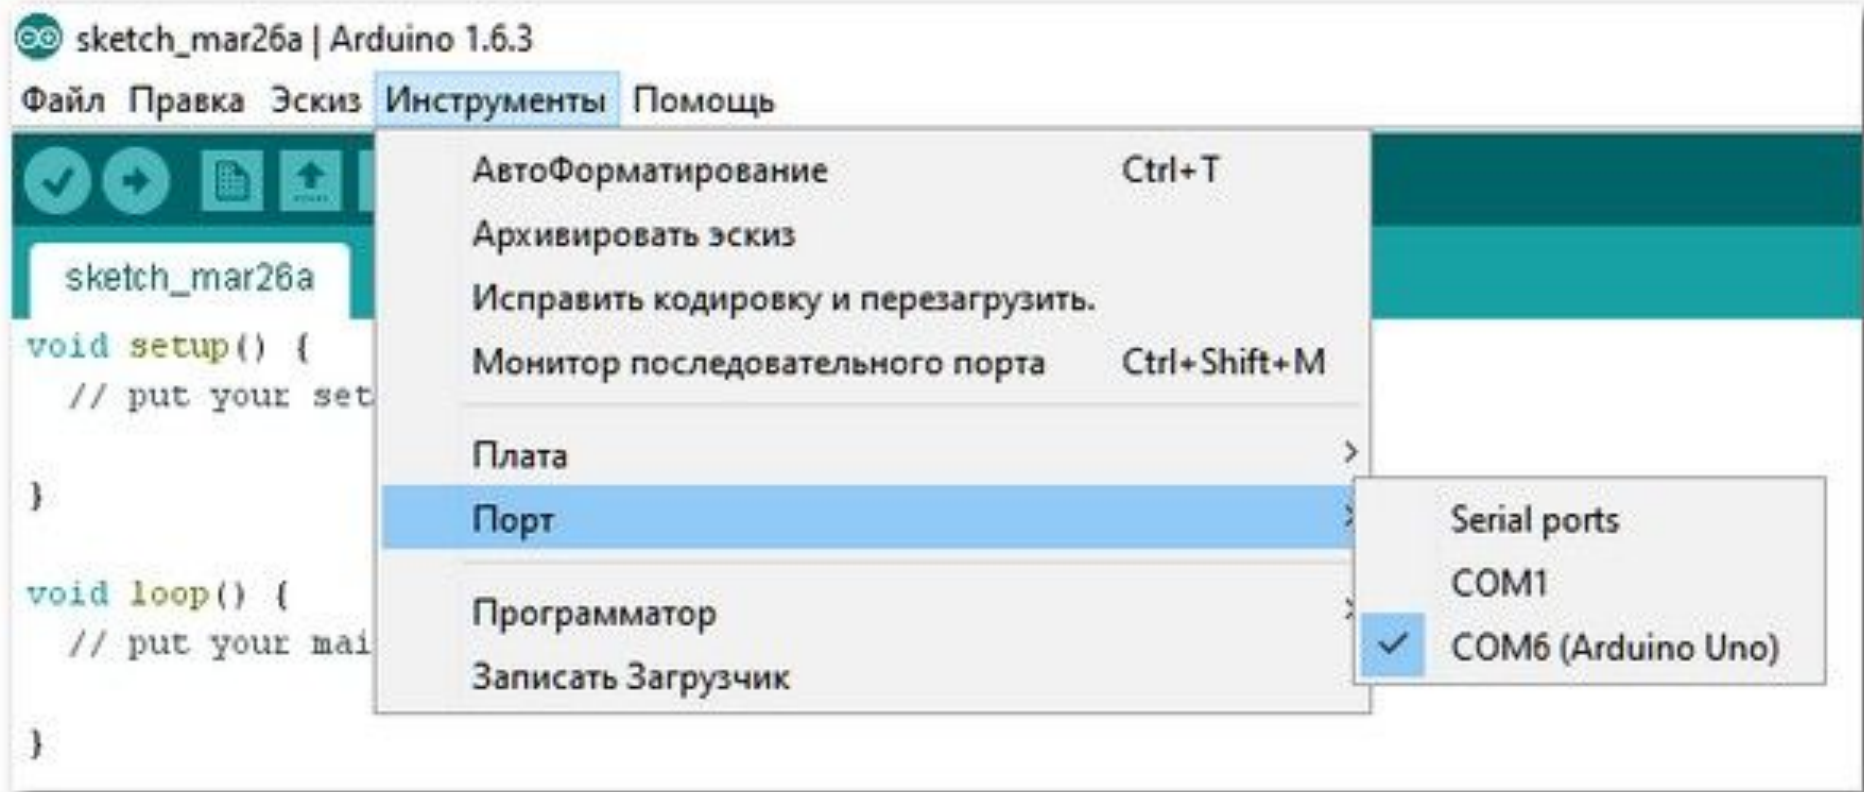 sketch_mar26a | Arduino 1.6.3
Файл Правка Эскиз Инструменты Помощь
АвтоФорматирование Ctrl+T
Архивировать эскиз
Исправить кодировку и перезагрузить.
Монитор последовательного порта Ctrl+Shift+M
Плата
Порт
Программатор
Записать Загрузчик
Serial ports
COM1
COM6 (Arduino Uno)
sketch_mar26a
void setup() {
// put your set
}
void loop() {
// put your mai
}